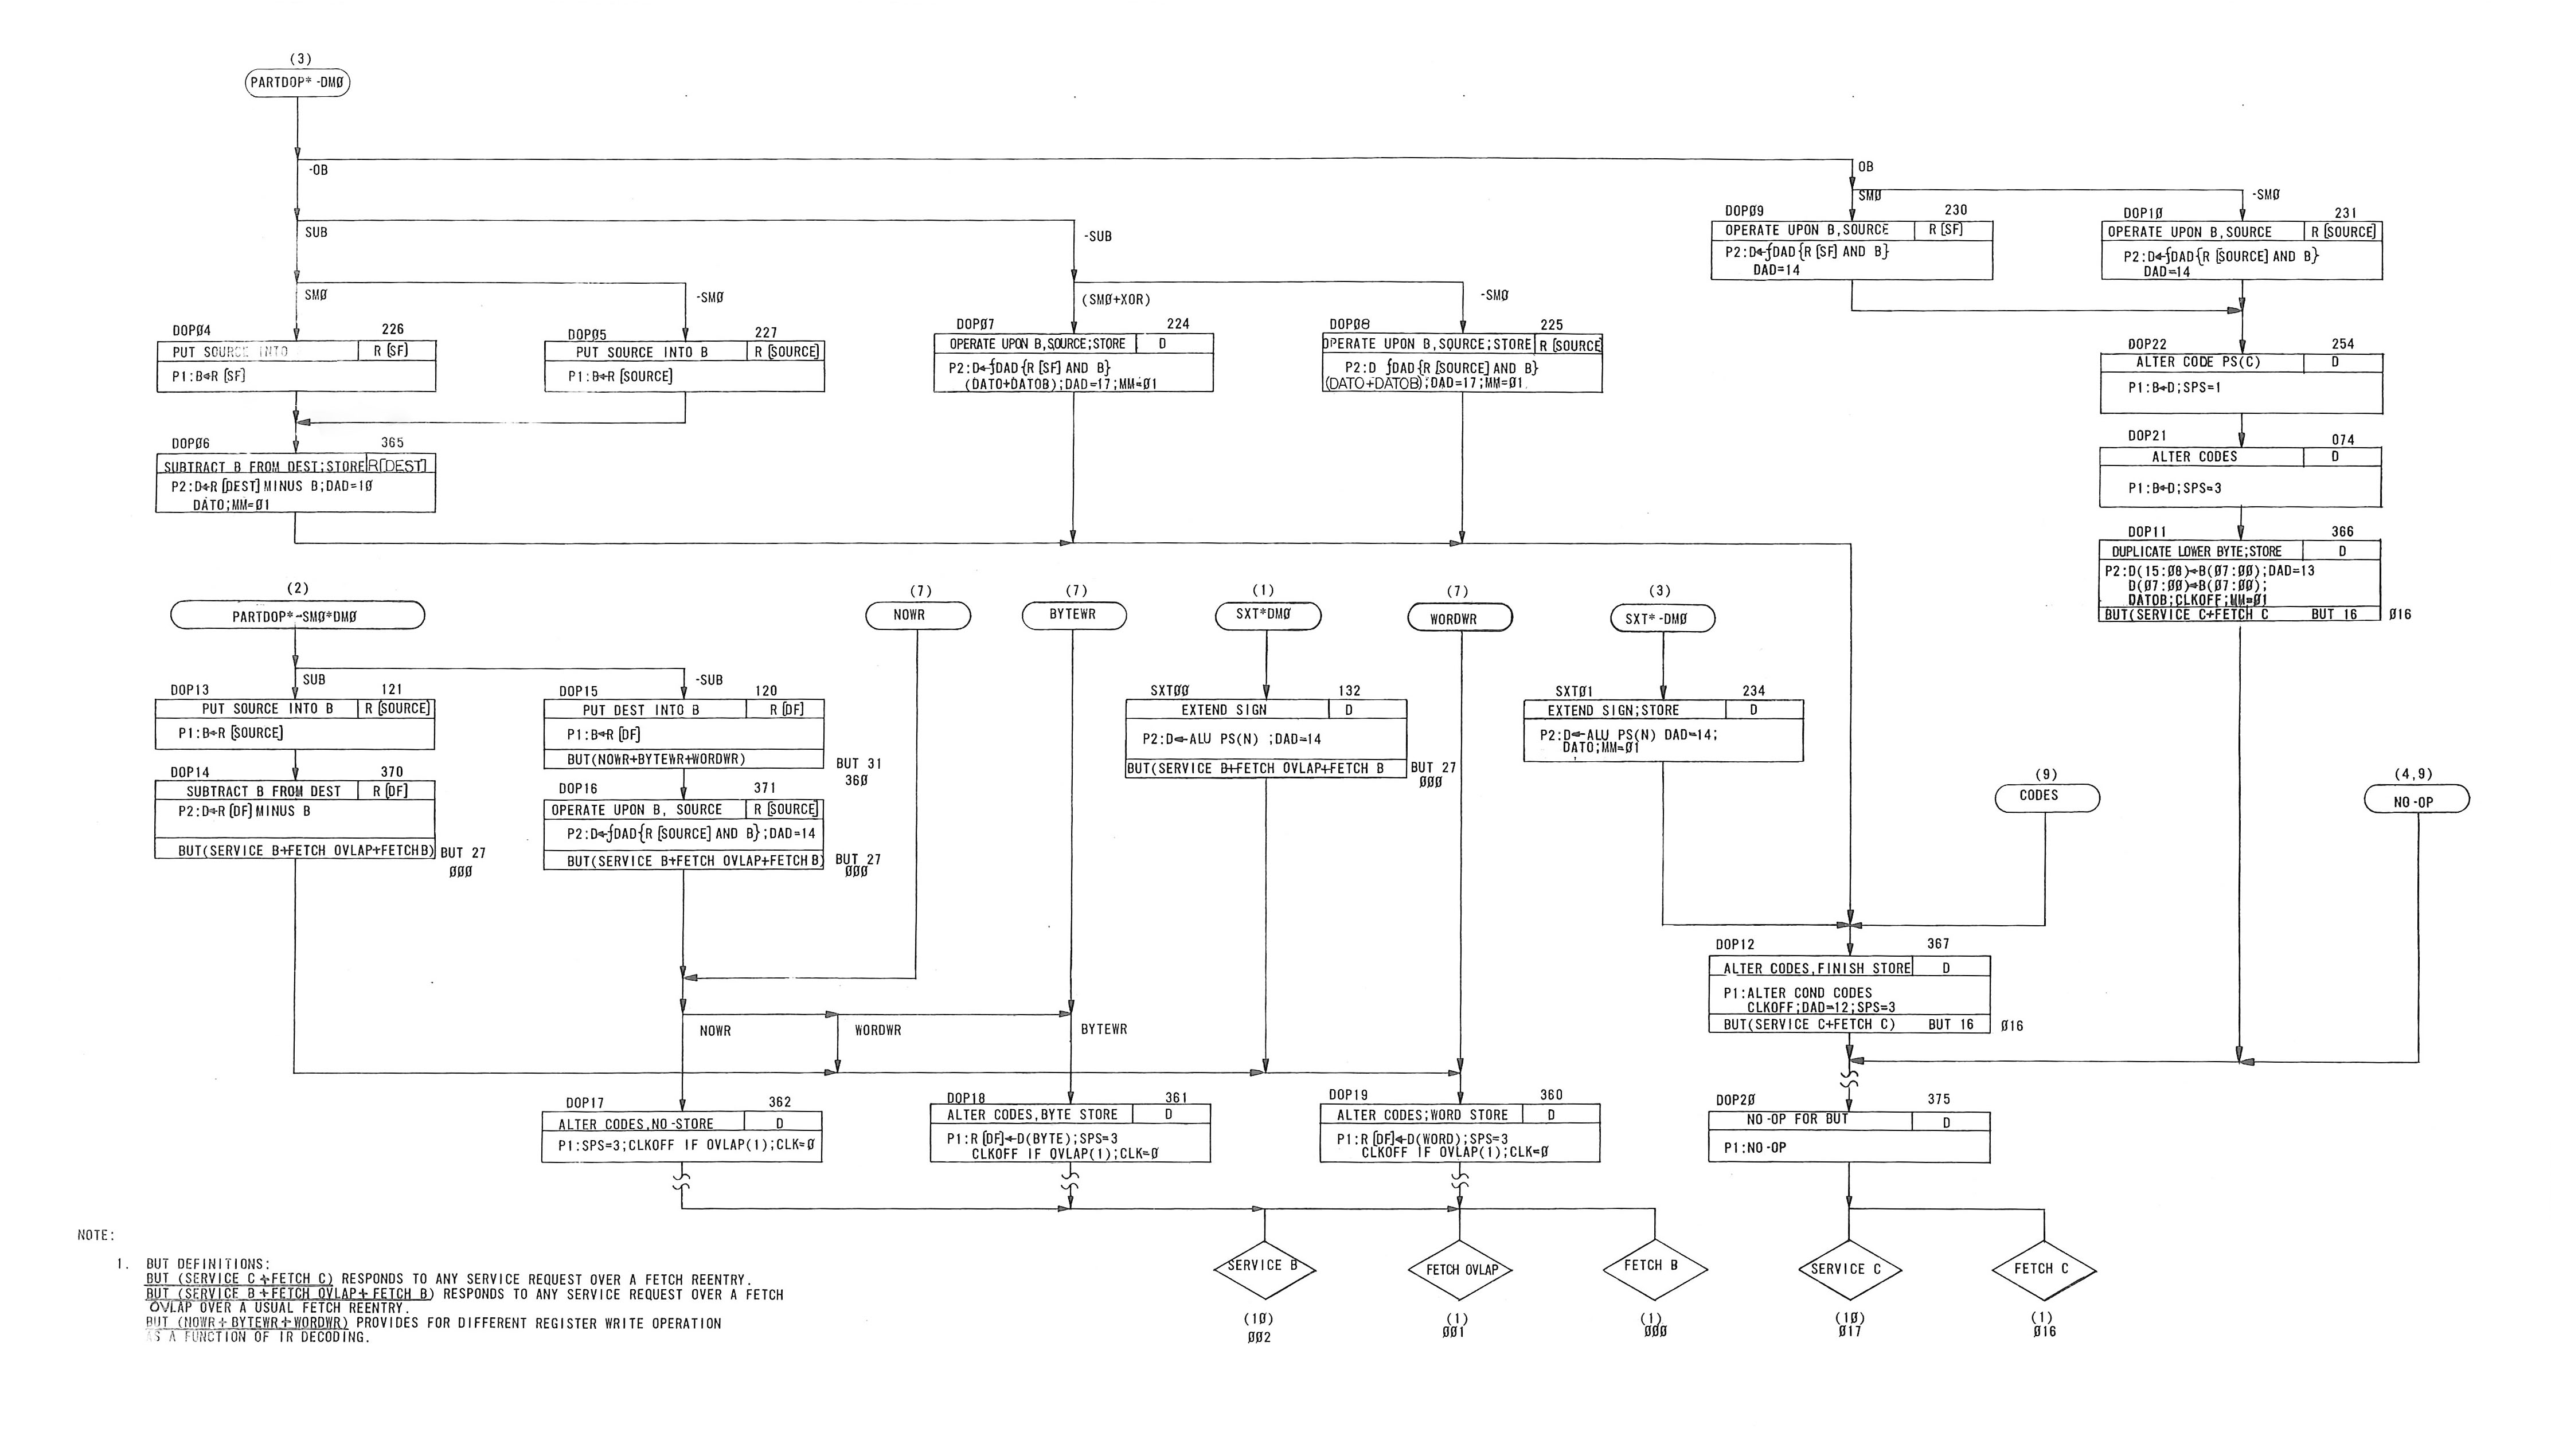 (3)
PARTDOP*-DMØ
-OB
OB
SMØ
-SMØ
SUB
-SUB
SMØ
-SMØ
(SMØ+XOR)
-SMØ
DOPØ9 230
OPERATE UPON B,SOURCE R[SF]
P2:D←∫DAD{R[SF] AND B}
DAD=14
DOP1Ø 231
OPERATE UPON B,SOURCE R[SOURCE]
P2:D←∫DAD{R[SOURCE]AND B}
DAD=14
DOPØ4 226
PUT SOURCE INTO R[SF]
P1:B←R[SF]
DOPØ5 227
PUT SOURCE INTO B R[SOURCE]
P1:B←R[SOURCE]
DOPØ7 224
OPERATE UPON B,SOURCE;STORE D
P2:D←∫DAD{R[SF] AND B}
(DATO+DATOB);DAD=17;MM=Ø1
DOPØ8 225
OPERATE UPON B,SOURCE;STORE R[SOURCE]
P2:D ∫DAD{R[SOURCE]AND B}
(DATO+DATOB);DAD=17;MM=Ø1
DOP22 254
ALTER CODE PS(C) D
P1:B←D;SPS=1
DOPØ6 365
SUBTRACT B FROM DEST;STORE R[DEST]
P2:D←R[DEST]MINUS B;DAD=1Ø
DATO;MM=Ø1
DOP21 074
ALTER CODES D
P1:B←D;SPS=3
DOP11 366
DUPLICATE LOWER BYTE;STORE D
P2:D(15:Ø8)←B(Ø7:ØØ);DAD=13
D(Ø7:ØØ)←B(Ø7:ØØ);
DATOB;CLKOFF;MM=Ø1
BUT(SERVICE C+FETCH C BUT 16 Ø16
(2)
PARTDOP*-SMØ*DMØ
(7)
NOWR
(7)
BYTEWR
(1)
SXT*DMØ
(7)
WORDWR
(3)
SXT*-DMØ
SUB
-SUB
DOP13 121
PUT SOURCE INTO B R[SOURCE]
P1:B←R[SOURCE]
DOP15 120
PUT DEST INTO B R[DF]
P1:B←R[DF]
BUT(NOWR+BYTEWR+WORDWR) BUT 31
36Ø
SXTØØ 132
EXTEND SIGN D
P2:D←ALU PS(N) ;DAD=14
BUT(SERVICE B+FETCH OVLAP+FETCH B BUT 27
ØØØ
SXTØ1 234
EXTEND SIGN;STORE D
P2:D←ALU PS(N) DAD=14;
DATO;MM=Ø1
(9)
CODES
(4,9)
NO-OP
DOP14 370
SUBTRACT B FROM DEST R[DF]
P2:D←R[DF]MINUS B
BUT(SERVICE B+FETCH OVLAP+FETCH B) BUT 27
ØØØ
DOP16 371
OPERATE UPON B, SOURCE R[SOURCE]
P2:D←∫DAD{R[SOURCE] AND B};DAD=14
BUT(SERVICE B+FETCH OVLAP+FETCH B) BUT 27
ØØØ
DOP12 367
ALTER CODES,FINISH STORE D
P1:ALTER COND CODES
CLKOFF;DAD=12;SPS=3
BUT(SERVICE C+FETCH C) BUT 16 Ø16
NOWR
WORDWR
BYTEWR
DOP17 362
ALTER CODES,NO-STORE D
P1:SPS=3;CLKOFF IF OVLAP(1);CLK=Ø
DOP18 361
ALTER CODES,BYTE STORE D
P1:R[DF]←D(BYTE);SPS=3
CLKOFF IF OVLAP(1);CLK=Ø
DOP19 360
ALTER CODES;WORD STORE D
P1:R[DF]←D(WORD);SPS=3
CLKOFF IF OVLAP(1);CLK=Ø
DOP2Ø 375
NO-OP FOR BUT D
P1:NO-OP
SERVICE B
(1Ø)
ØØ2
FETCH OVLAP
(1)
ØØ1
FETCH B
(1)
ØØØ
SERVICE C
(1Ø)
Ø17
FETCH C
(1)
Ø16
NOTE:
1. BUT DEFINITIONS:
BUT (SERVICE C+FETCH C) RESPONDS TO ANY SERVICE REQUEST OVER A FETCH REENTRY.
BUT (SERVICE B+FETCH OVLAP+FETCH B) RESPONDS TO ANY SERVICE REQUEST OVER A FETCH
OVLAP OVER A USUAL FETCH REENTRY.
BUT (NOWR+BYTEWR+WORDWR) PROVIDES FOR DIFFERENT REGISTER WRITE OPERATION
AS A FUNCTION OF IR DECODING.